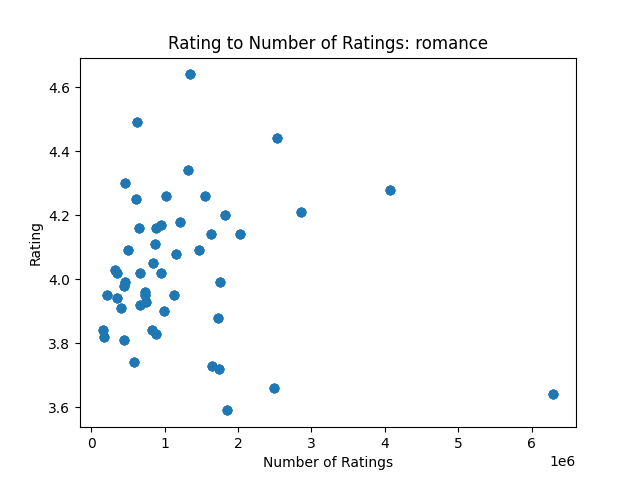 Rating to Number of Ratings: romance
4.6
4.4
4.2
4.0
3.8
3.6
Rating
0 1 2 3 4 5 6
1e6
Number of Ratings